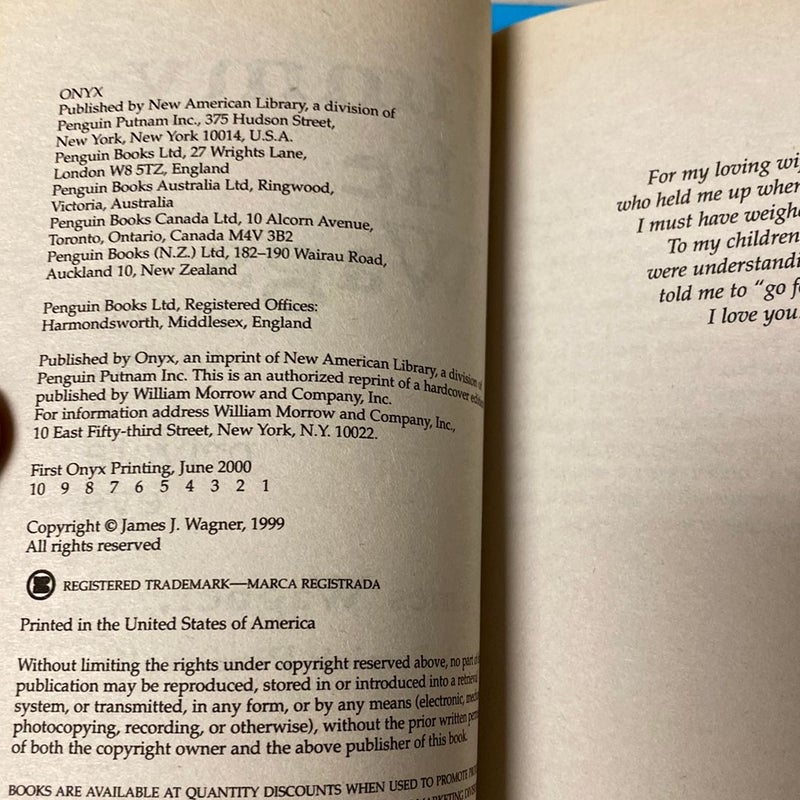 ONYX
Published by New American Library, a division of
Penguin Putnam Inc., 375 Hudson Street,
New York, New York 10014, U.S.A.
Penguin Books Ltd, 27 Wrights Lane,
London W8 5TZ, England
Penguin Books Australia Ltd, Ringwood,
Victoria, Australia
Penguin Books Canada Ltd, 10 Alcorn Avenue,
Toronto, Ontario, Canada M4V 3B2
Penguin Books (N.Z.) Ltd, 182–190 Wairau Road,
Auckland 10, New Zealand
Penguin Books Ltd, Registered Offices:
Harmondsworth, Middlesex, England
Published by Onyx, an imprint of New American Library, a division of
Penguin Putnam Inc. This is an authorized reprint of a hardcover
published by William Morrow and Company, Inc.
For information address William Morrow and Company, Inc.,
10 East Fifty-third Street, New York, N.Y. 10022.
First Onyx Printing, June 2000
10 9 8 7 6 5 4 3 2 1
Copyright © James J. Wagner, 1999
All rights reserved
REGISTERED TRADEMARK—MARCA REGISTRADA
Printed in the United States of America
Without limiting the rights under copyright reserved above, no part
publication may be reproduced, stored in or introduced into a retrieval
system, or transmitted, in any form, or by any means (electronic,
photocopying, recording, or otherwise), without the prior written
of both the copyright owner and the above publisher of this book.
BOOKS ARE AVAILABLE AT QUANTITY DISCOUNTS WHEN USED TO PROMOTE
For my loving
who held me up
I must have
To my children
were
told me to "go
I love you